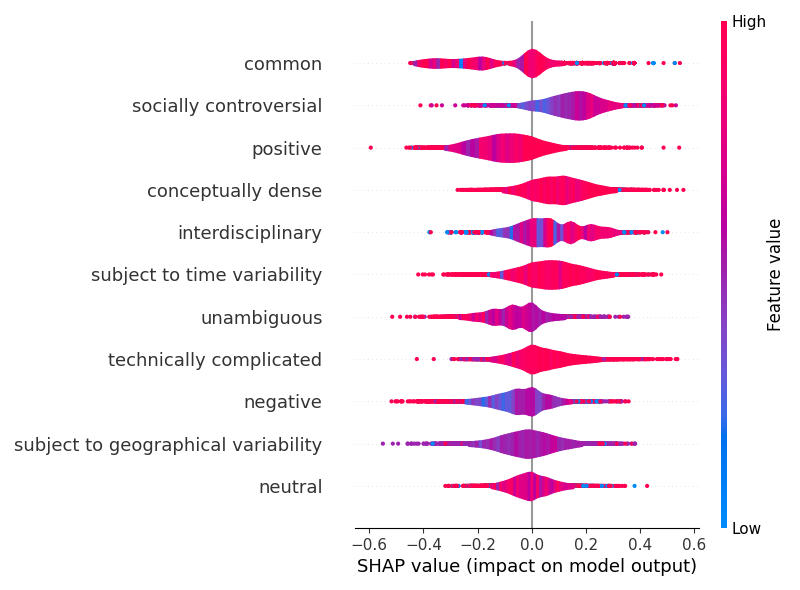 High
common
socially controversial
positive
conceptually dense
interdisciplinary
subject to time variability
unambiguous
technically complicated
negative
subject to geographical variability
neutral
Feature value
Low
−0.6 −0.4 −0.2 0.0 0.2 0.4 0.6
SHAP value (impact on model output)